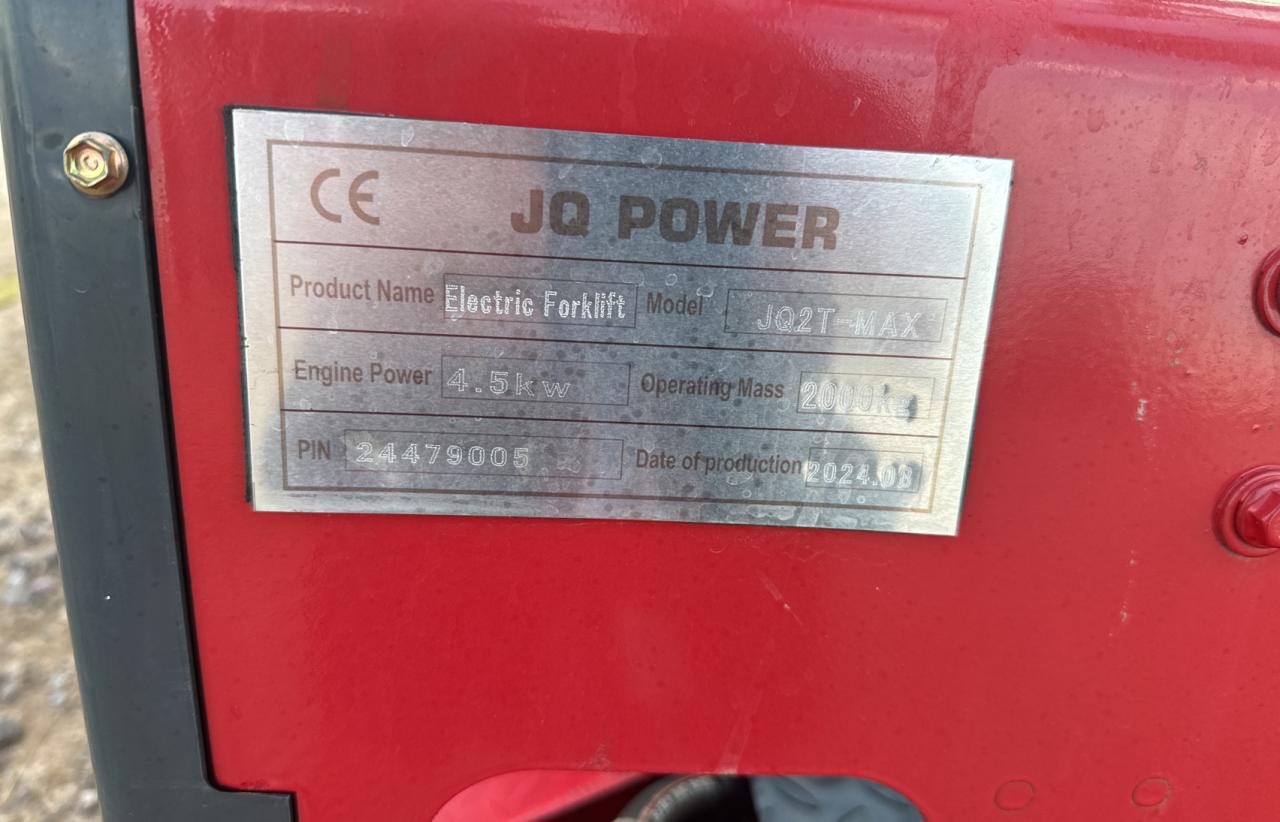 CE JQ POWER
Product Name Electric Forklift Model JQ2T-MAX
Engine Power 4.5kw Operating Mass 2000kg
PIN 24479005 Date of production 2024.08